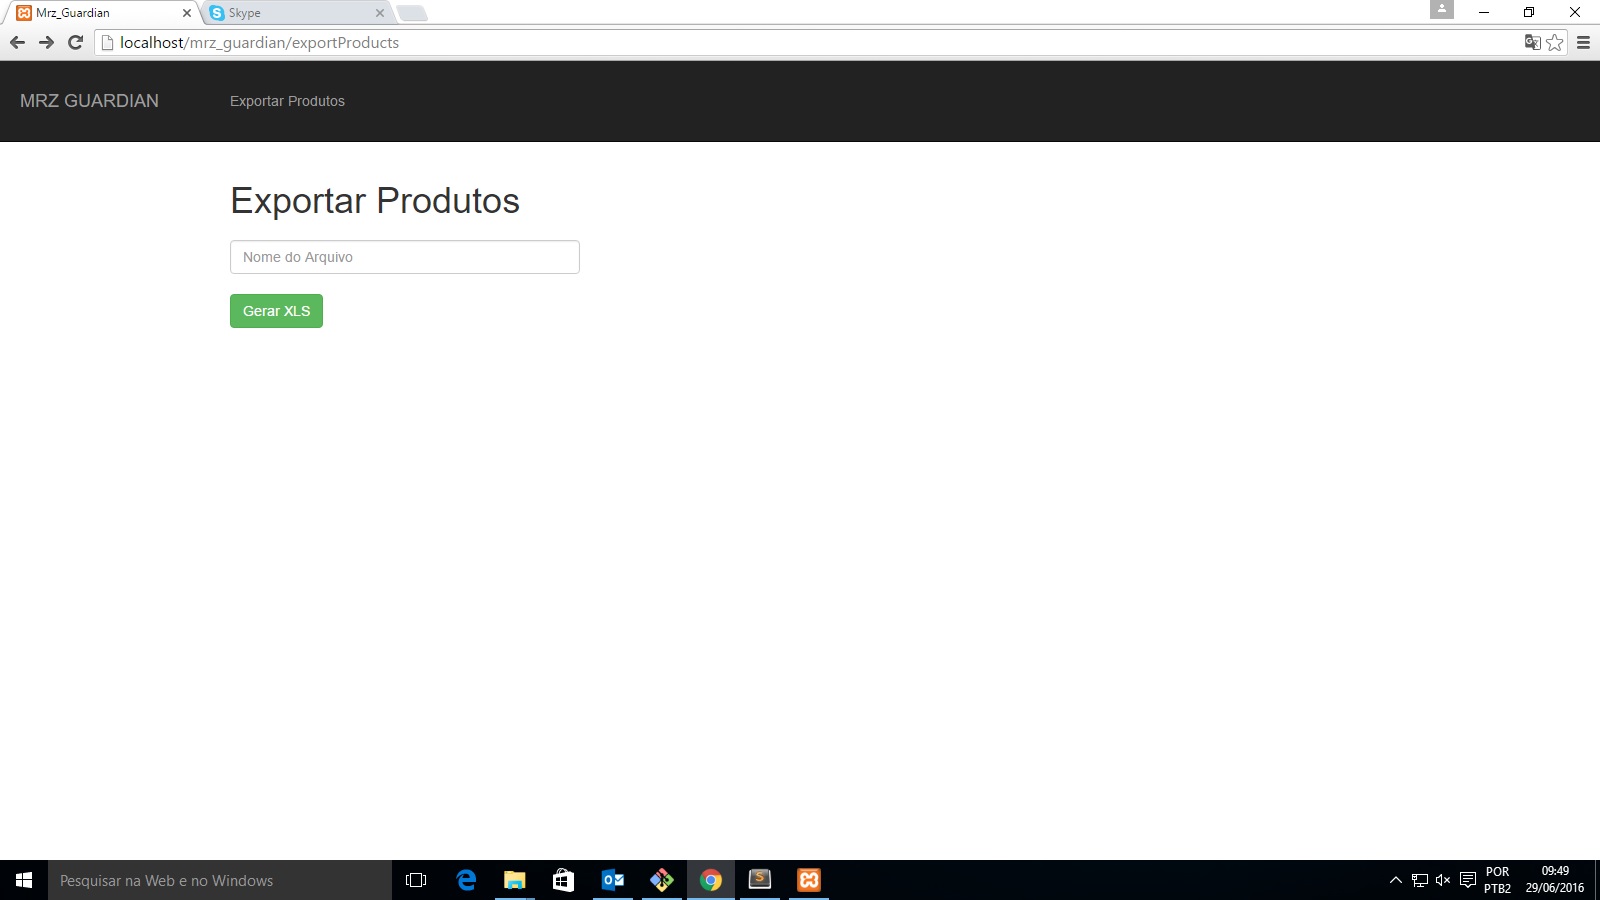 Mrz_Guardian
Skype
localhost/mrz_guardian/exportProducts
MRZ GUARDIAN
Exportar Produtos
Exportar Produtos
Nome do Arquivo
Gerar XLS
Pesquisar na Web e no Windows
POR
PTB2
09:49
29/06/2016